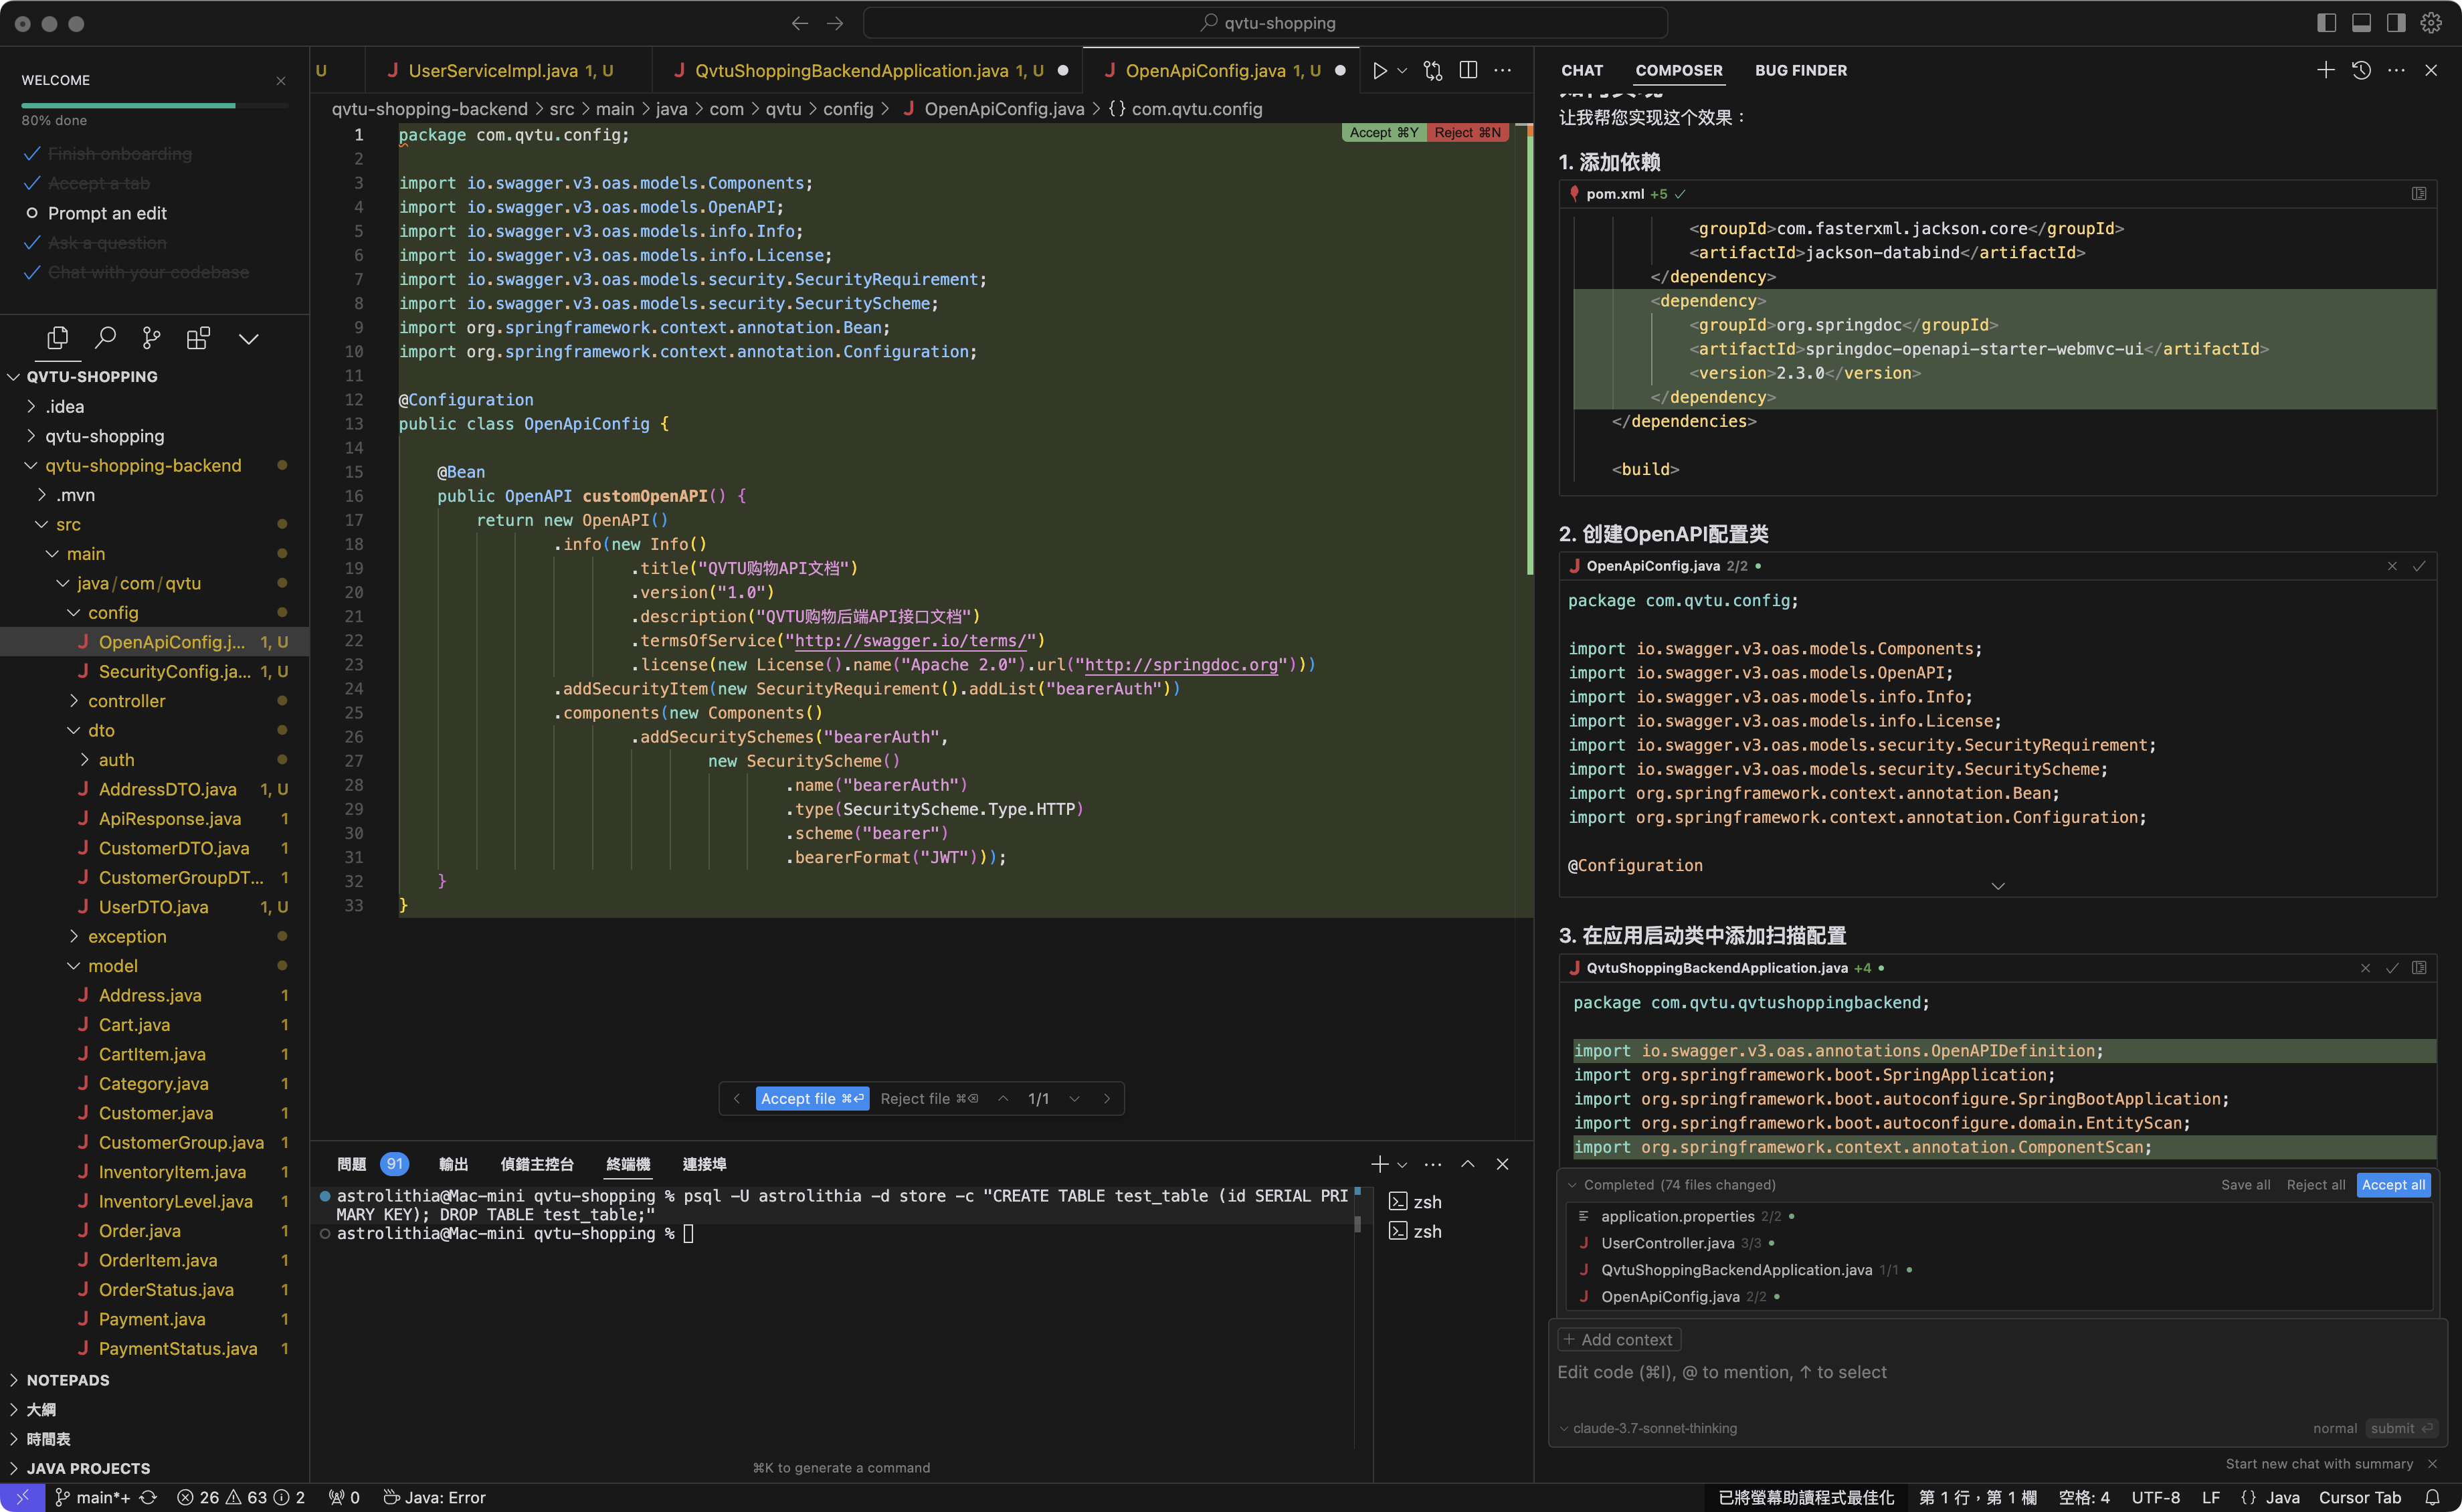 qvtu-shopping
WELCOME
80% done
Finish onboarding
Accept a tab
Prompt an edit
Ask a question
Chat with your codebase
QVTU-SHOPPING
.idea
qvtu-shopping
qvtu-shopping-backend
.mvn
src
main
java/com/qvtu
config
OpenApiConfig.j... 1, U
SecurityConfig.ja... 1, U
controller
dto
auth
AddressDTO.java 1, U
ApiResponse.java 1
CustomerDTO.java 1
CustomerGroupDT... 1
UserDTO.java 1, U
exception
model
Address.java 1
Cart.java 1
CartItem.java 1
Category.java 1
Customer.java 1
CustomerGroup.java 1
InventoryItem.java 1
InventoryLevel.java 1
Order.java 1
OrderItem.java 1
OrderStatus.java 1
Payment.java 1
PaymentStatus.java 1
NOTEPADS
大綱
時間表
JAVA PROJECTS
U
UserServiceImpl.java 1, U
QvtuShoppingBackendApplication.java 1, U
OpenApiConfig.java 1, U
qvtu-shopping-backend > src > main > java > com > qvtu > config > OpenApiConfig.java > {} com.qvtu.config
Accept ⌘Y Reject ⌘N
1 package com.qvtu.config;
2
3 import io.swagger.v3.oas.models.Components;
4 import io.swagger.v3.oas.models.OpenAPI;
5 import io.swagger.v3.oas.models.info.Info;
6 import io.swagger.v3.oas.models.info.License;
7 import io.swagger.v3.oas.models.security.SecurityRequirement;
8 import io.swagger.v3.oas.models.security.SecurityScheme;
9 import org.springframework.context.annotation.Bean;
10 import org.springframework.context.annotation.Configuration;
11
12 @Configuration
13 public class OpenApiConfig {
14
15 @Bean
16 public OpenAPI customOpenAPI() {
17 return new OpenAPI()
18 .info(new Info()
19 .title("QVTU购物API文档")
20 .version("1.0")
21 .description("QVTU购物后端API接口文档")
22 .termsOfService("http://swagger.io/terms/")
23 .license(new License().name("Apache 2.0").url("http://springdoc.org")))
24 .addSecurityItem(new SecurityRequirement().addList("bearerAuth"))
25 .components(new Components()
26 .addSecuritySchemes("bearerAuth",
27 new SecurityScheme()
28 .name("bearerAuth")
29 .type(SecurityScheme.Type.HTTP)
30 .scheme("bearer")
31 .bearerFormat("JWT")));
32 }
33 }
Accept file ⌘⏎ Reject file ⌘⌫ 1/1
問題 91 輸出 偵錯主控台 終端機 連接埠
astrolithia@Mac-mini qvtu-shopping % psql -U astrolithia -d store -c "CREATE TABLE test_table (id SERIAL PRI
MARY KEY); DROP TABLE test_table;"
astrolithia@Mac-mini qvtu-shopping %
zsh
zsh
⌘K to generate a command
CHAT COMPOSER BUG FINDER
让我帮您实现这个效果：
1. 添加依赖
pom.xml +5
<groupId>com.fasterxml.jackson.core</groupId>
<artifactId>jackson-databind</artifactId>
</dependency>
<dependency>
<groupId>org.springdoc</groupId>
<artifactId>springdoc-openapi-starter-webmvc-ui</artifactId>
<version>2.3.0</version>
</dependency>
</dependencies>
<build>
2. 创建OpenAPI配置类
OpenApiConfig.java 2/2
package com.qvtu.config;
import io.swagger.v3.oas.models.Components;
import io.swagger.v3.oas.models.OpenAPI;
import io.swagger.v3.oas.models.info.Info;
import io.swagger.v3.oas.models.info.License;
import io.swagger.v3.oas.models.security.SecurityRequirement;
import io.swagger.v3.oas.models.security.SecurityScheme;
import org.springframework.context.annotation.Bean;
import org.springframework.context.annotation.Configuration;
@Configuration
3. 在应用启动类中添加扫描配置
QvtuShoppingBackendApplication.java +4
package com.qvtu.qvtushoppingbackend;
import io.swagger.v3.oas.annotations.OpenAPIDefinition;
import org.springframework.boot.SpringApplication;
import org.springframework.boot.autoconfigure.SpringBootApplication;
import org.springframework.boot.autoconfigure.domain.EntityScan;
import org.springframework.context.annotation.ComponentScan;
Completed (74 files changed) Save all Reject all Accept all
application.properties 2/2
UserController.java 3/3
QvtuShoppingBackendApplication.java 1/1
OpenApiConfig.java 2/2
+ Add context
Edit code (⌘I), @ to mention, ↑ to select
claude-3.7-sonnet-thinking normal submit ⏎
Start new chat with summary
main*+ 26 63 2 0 Java: Error 已將螢幕助讀程式最佳化 第 1 行，第 1 欄 空格: 4 UTF-8 LF {} Java Cursor Tab